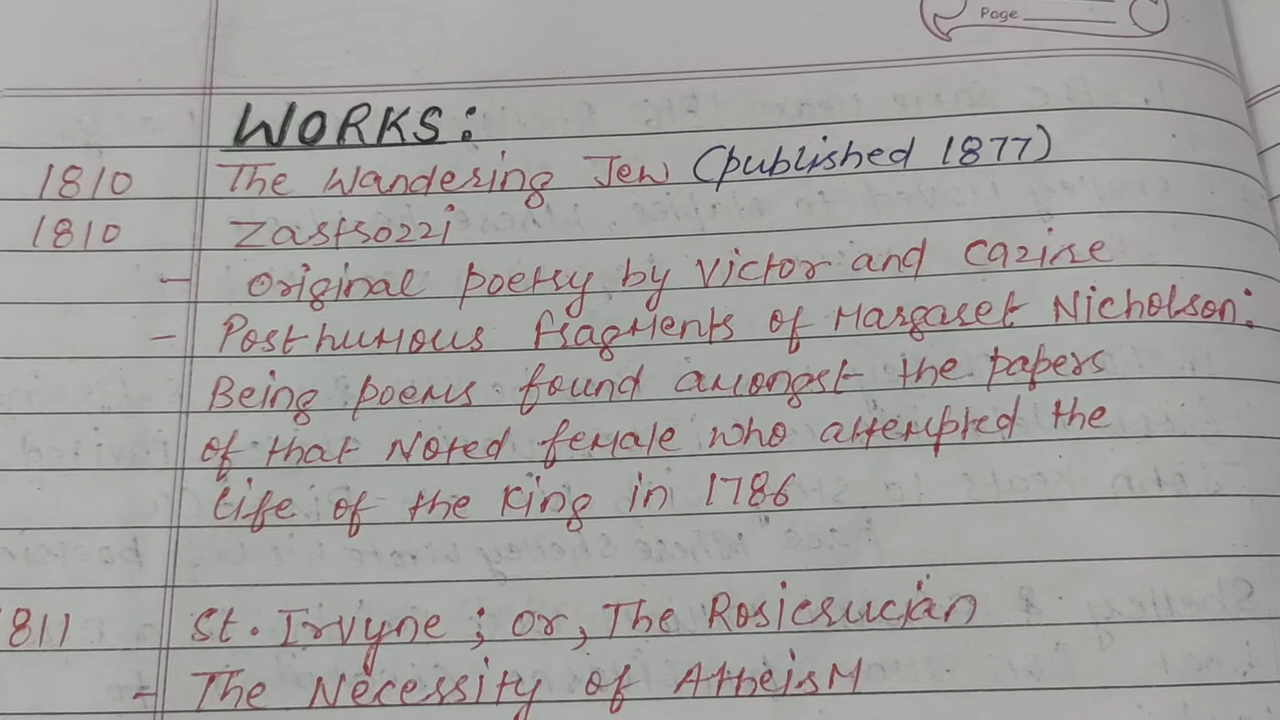 Page
WORKS:
1810 The Wandering Jew (published 1877)
1810 Zastrozzi
- Original poetry by Victor and Cazire
- Posthumous fragments of Margaret Nicholson:
Being poems found amongst the papers
of that Noted female who attempted the
life of the King in 1786
1811 St. Irvyne; or, The Rosicrucian
- The Necessity of Atheism